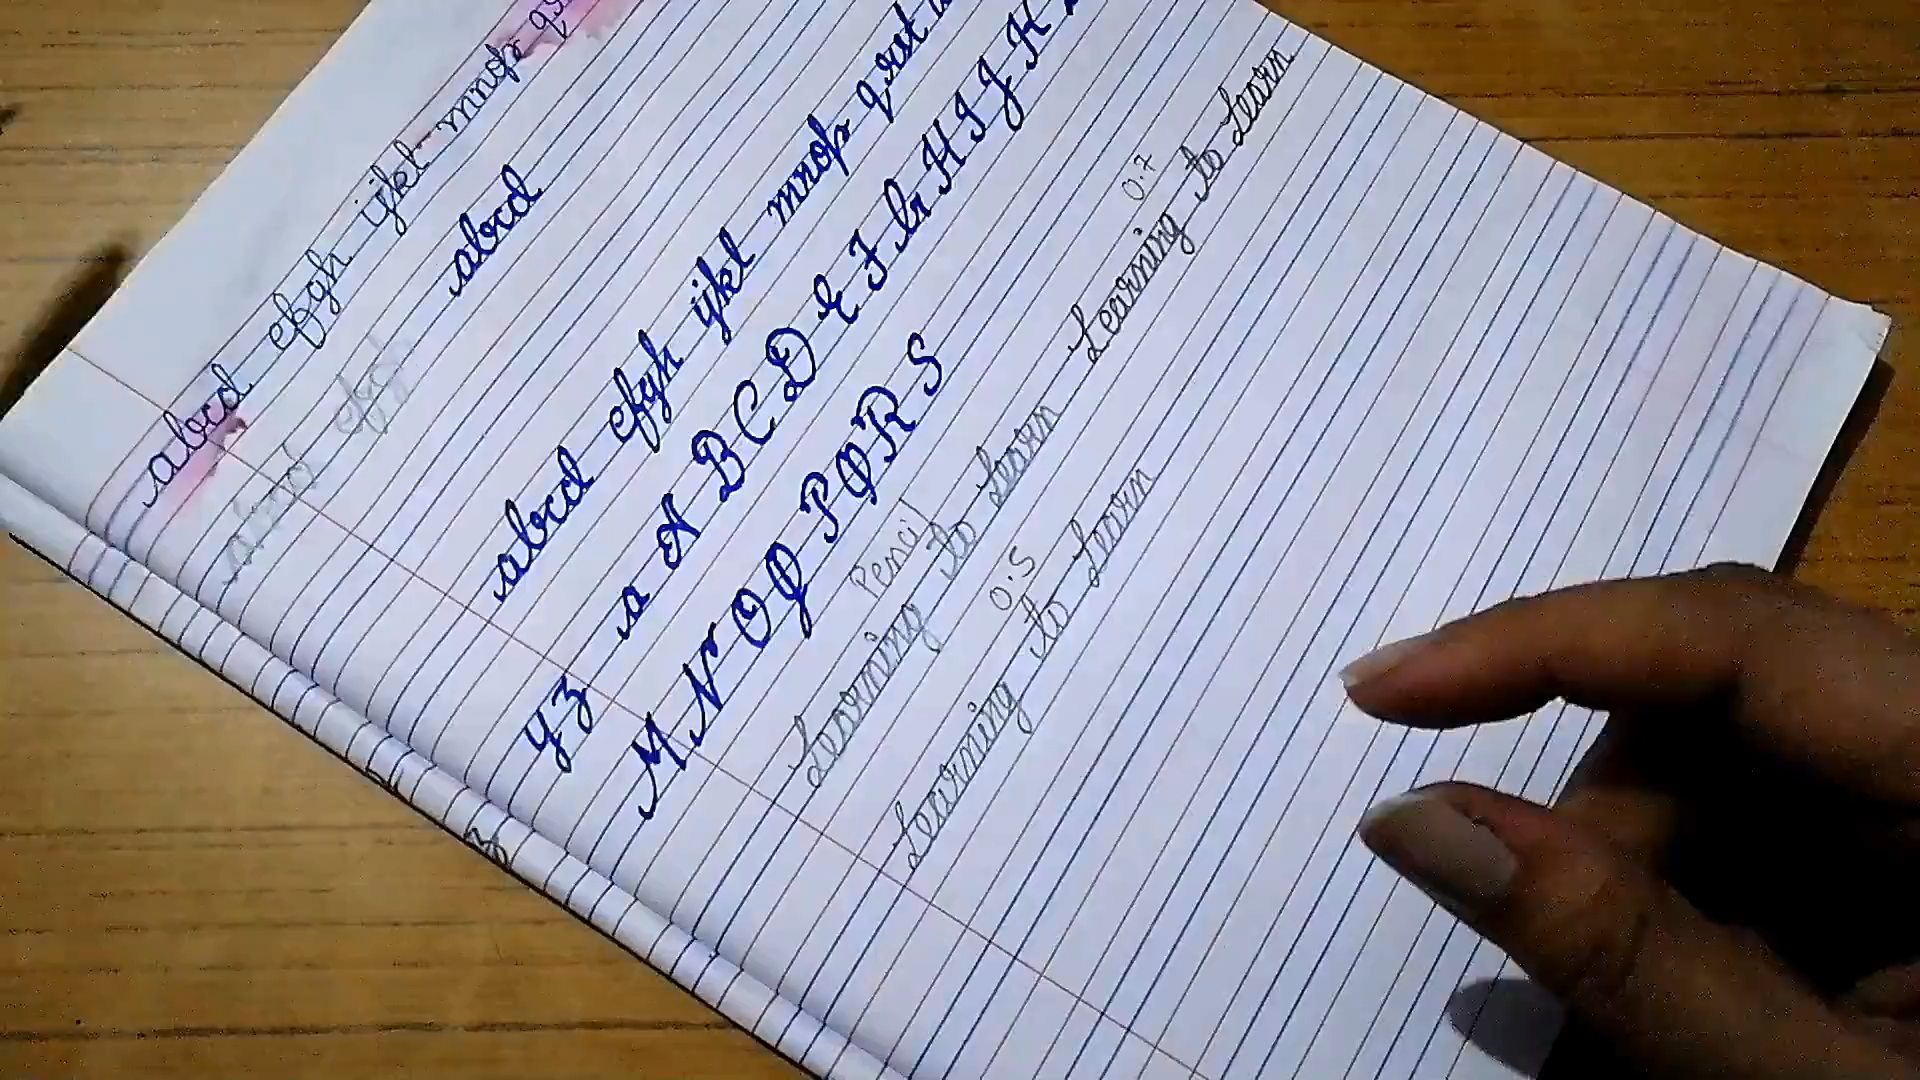 abcd efgh ijkl mnop
abcd efgh abcd
abcd efgh ijkl mnop qrst
yz a A B C D E F G H I J K
M N O Q P Q R S
Pencil 0.7
Learning to Learn Learning to Learn
0.5
Learning to Learn
3